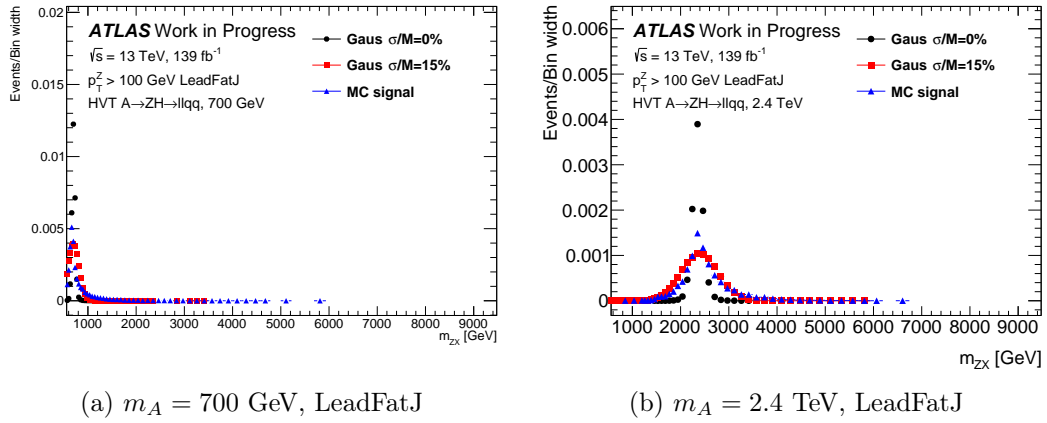 Events/Bin width
0.02
0.015
0.01
0.005
0
ATLAS Work in Progress
√s = 13 TeV, 139 fb⁻¹
p_T^Z > 100 GeV LeadFatJ
HVT A→ZH→llqq, 700 GeV
Gaus σ/M=0%
Gaus σ/M=15%
MC signal
1000 2000 3000 4000 5000 6000 7000 8000 9000
m_ZX [GeV]
(a) m_A = 700 GeV, LeadFatJ
Events/Bin width
0.006
0.005
0.004
0.003
0.002
0.001
0
ATLAS Work in Progress
√s = 13 TeV, 139 fb⁻¹
p_T^Z > 100 GeV LeadFatJ
HVT A→ZH→llqq, 2.4 TeV
Gaus σ/M=0%
Gaus σ/M=15%
MC signal
1000 2000 3000 4000 5000 6000 7000 8000 9000
m_ZX [GeV]
(b) m_A = 2.4 TeV, LeadFatJ